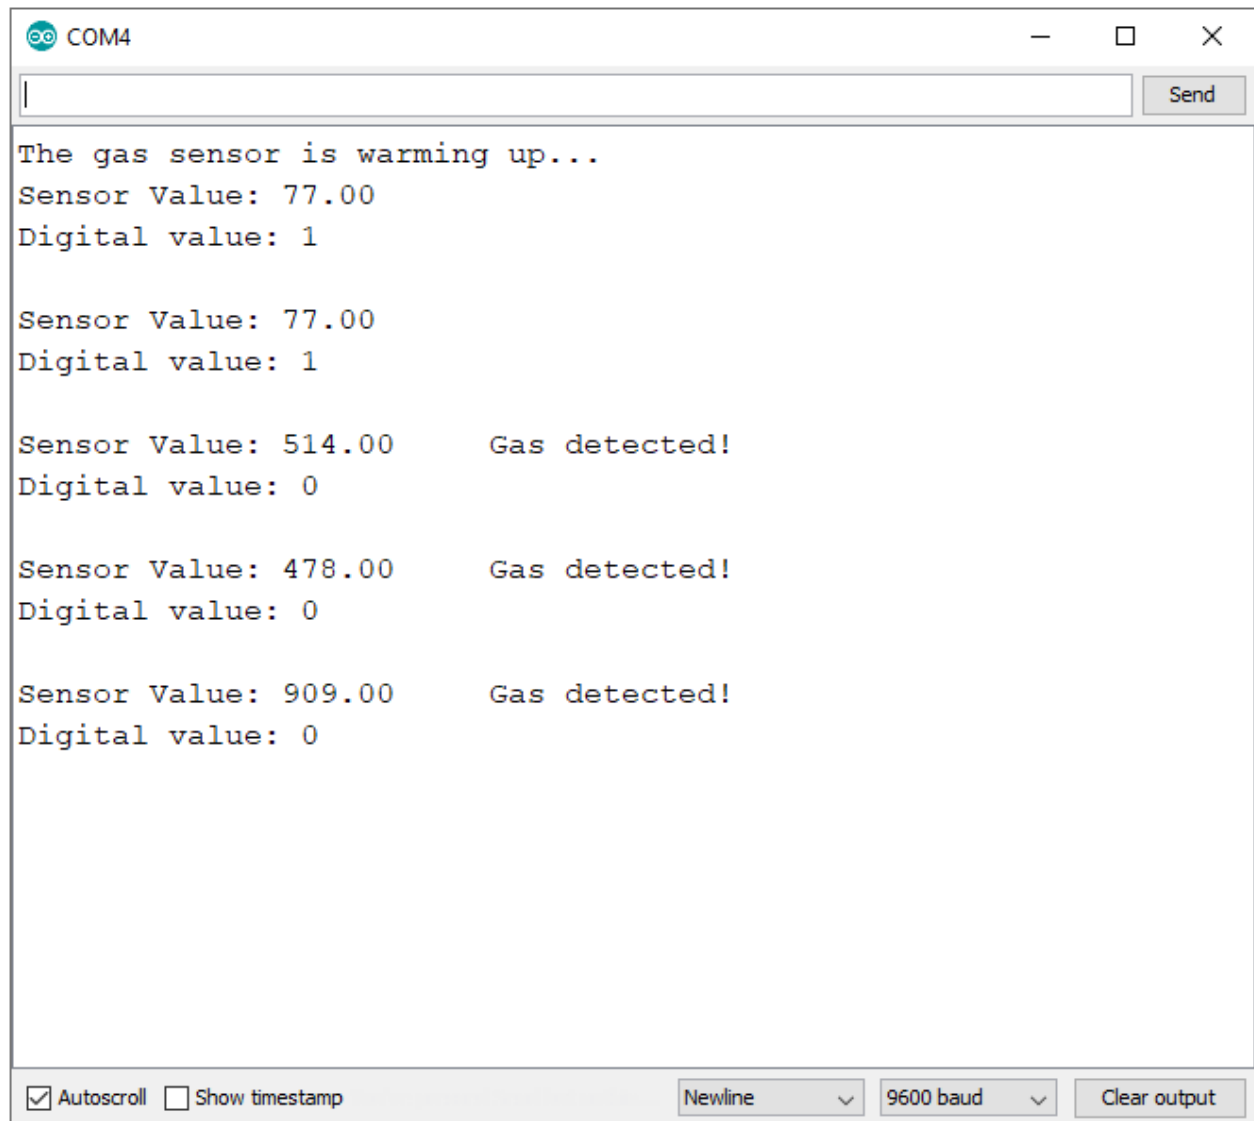 COM4
Send
The gas sensor is warming up...
Sensor Value: 77.00
Digital value: 1
Sensor Value: 77.00
Digital value: 1
Sensor Value: 514.00     Gas detected!
Digital value: 0
Sensor Value: 478.00     Gas detected!
Digital value: 0
Sensor Value: 909.00     Gas detected!
Digital value: 0
Autoscroll Show timestamp Newline 9600 baud Clear output